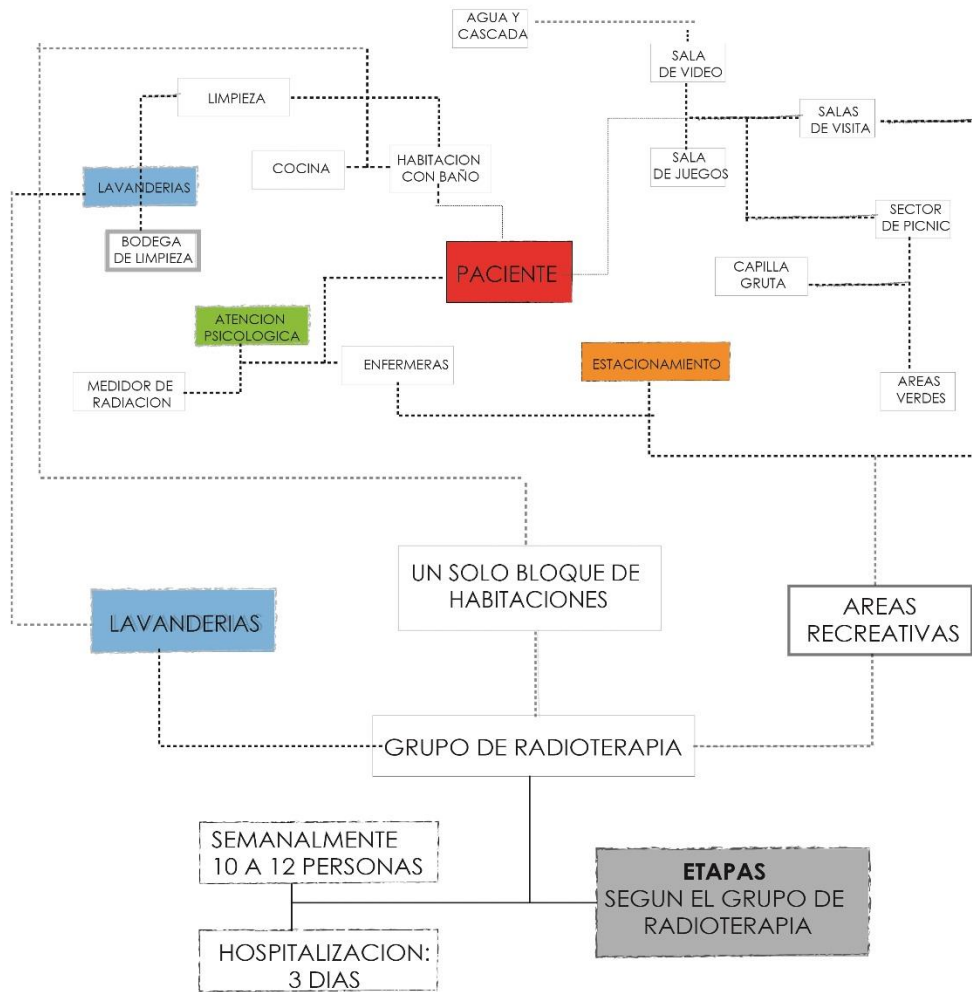 AGUA Y
CASCADA
SALA
DE VIDEO
LIMPIEZA
SALAS
DE VISITA
COCINA
HABITACION
CON BAÑO
SALA
DE JUEGOS
LAVANDERIAS
SECTOR
DE PICNIC
BODEGA
DE LIMPIEZA
PACIENTE
CAPILLA
GRUTA
ATENCION
PSICOLOGICA
ENFERMERAS
ESTACIONAMIENTO
MEDIDOR DE
RADIACION
AREAS
VERDES
UN SOLO BLOQUE DE
HABITACIONES
LAVANDERIAS
AREAS
RECREATIVAS
GRUPO DE RADIOTERAPIA
SEMANALMENTE
10 A 12 PERSONAS
ETAPAS
SEGUN EL GRUPO DE
RADIOTERAPIA
HOSPITALIZACION:
3 DIAS